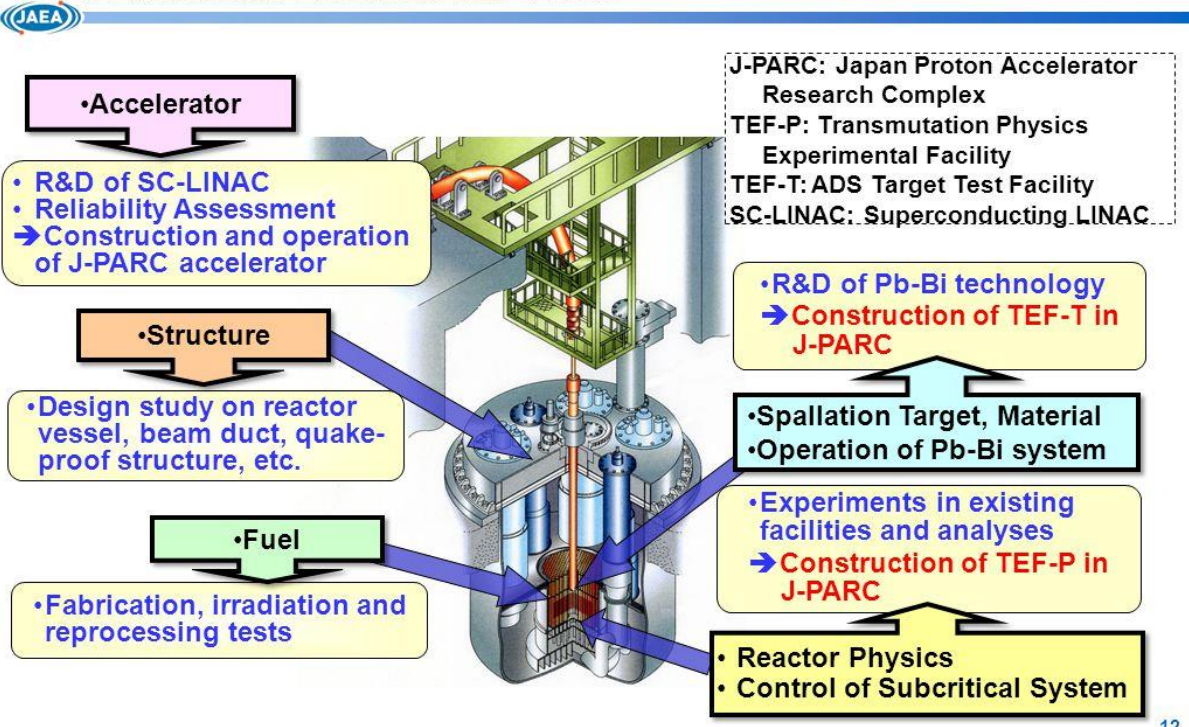 JAEA
•Accelerator
• R&D of SC-LINAC
• Reliability Assessment
➔Construction and operation
of J-PARC accelerator
•Structure
•Design study on reactor
vessel, beam duct, quake-
proof structure, etc.
•Fuel
•Fabrication, irradiation and
reprocessing tests
J-PARC: Japan Proton Accelerator
Research Complex
TEF-P: Transmutation Physics
Experimental Facility
TEF-T: ADS Target Test Facility
SC-LINAC: Superconducting LINAC
•R&D of Pb-Bi technology
➔Construction of TEF-T in
J-PARC
•Spallation Target, Material
•Operation of Pb-Bi system
•Experiments in existing
facilities and analyses
➔Construction of TEF-P in
J-PARC
• Reactor Physics
• Control of Subcritical System